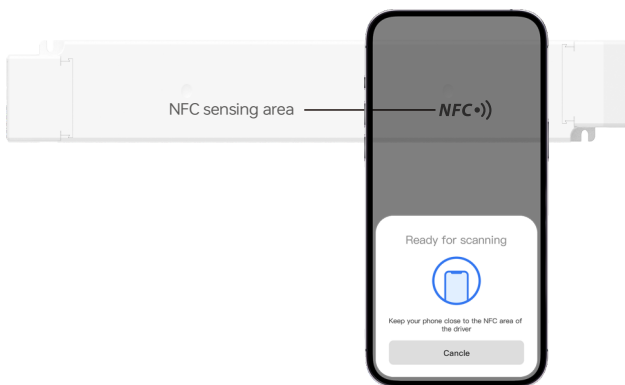 NFC sensing area
NFC
Ready for scanning
Keep your phone close to the NFC area of
the driver
Cancle